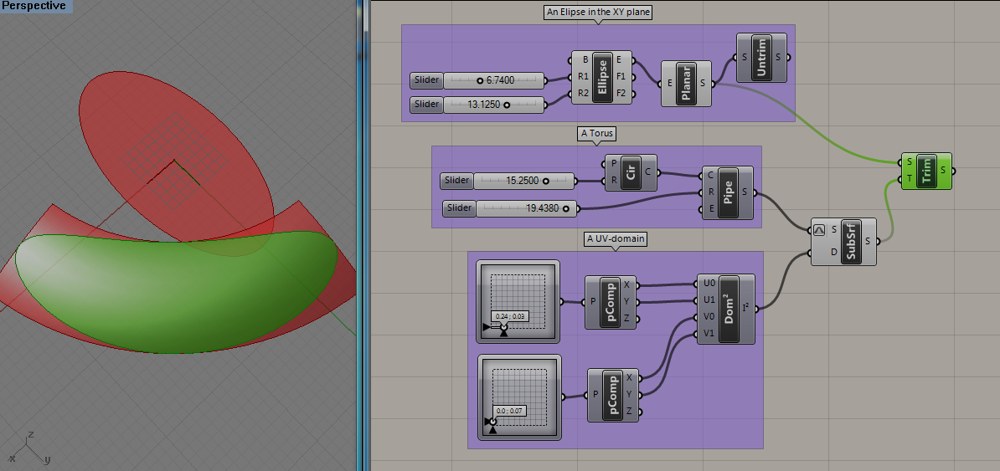 Perspective
An Elipse in the XY plane
B
R1
R2
Ellipse
E
F1
F2
Slider
6.7400
Slider
13.1250
E
Planar
S
S
Untrim
S
A Torus
P
R
Cir
C
Slider
15.2500
Slider
19.4380
C
R
E
Pipe
S
S
T
Trim
S
S
D
SubSrf
S
A UV-domain
0.24 ; 0.03
P
pComp
X
Y
Z
U0
U1
V0
V1
Dom²
I²
0.0 ; 0.07
P
pComp
X
Y
Z
z
x
y